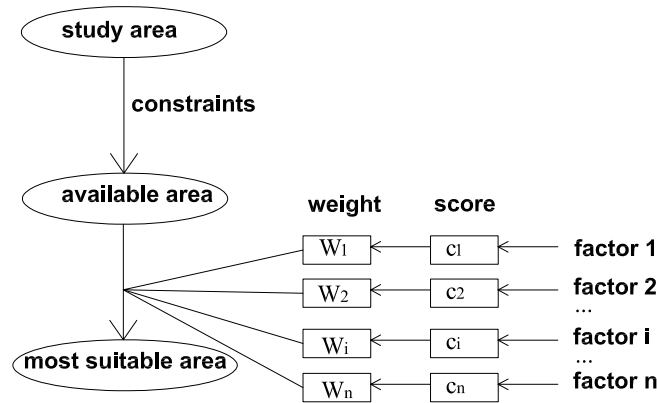 study area
constraints
available area
weight score
W1 c1 factor 1
W2 c2 factor 2
...
Wi ci factor i
...
Wn cn factor n
most suitable area